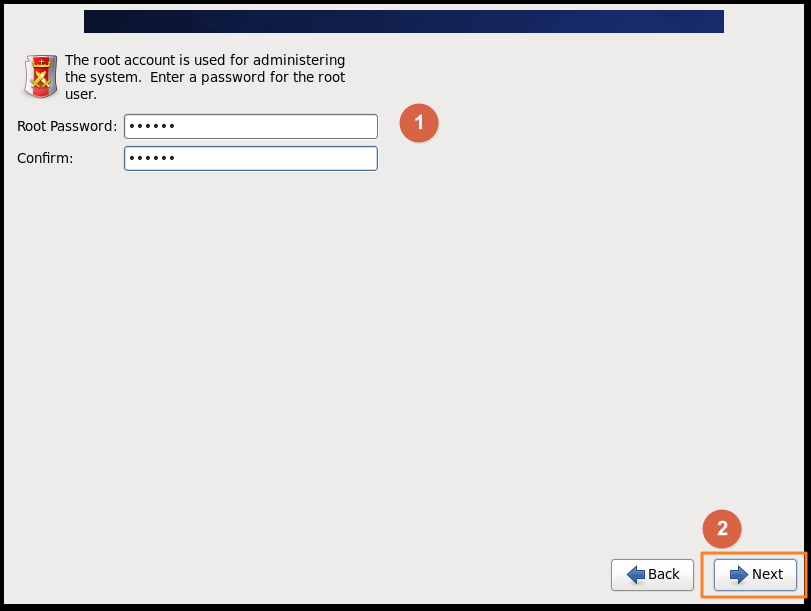 The root account is used for administering
the system.  Enter a password for the root
user.
Root Password: ••••••
1
Confirm: ••••••
2
Back
Next